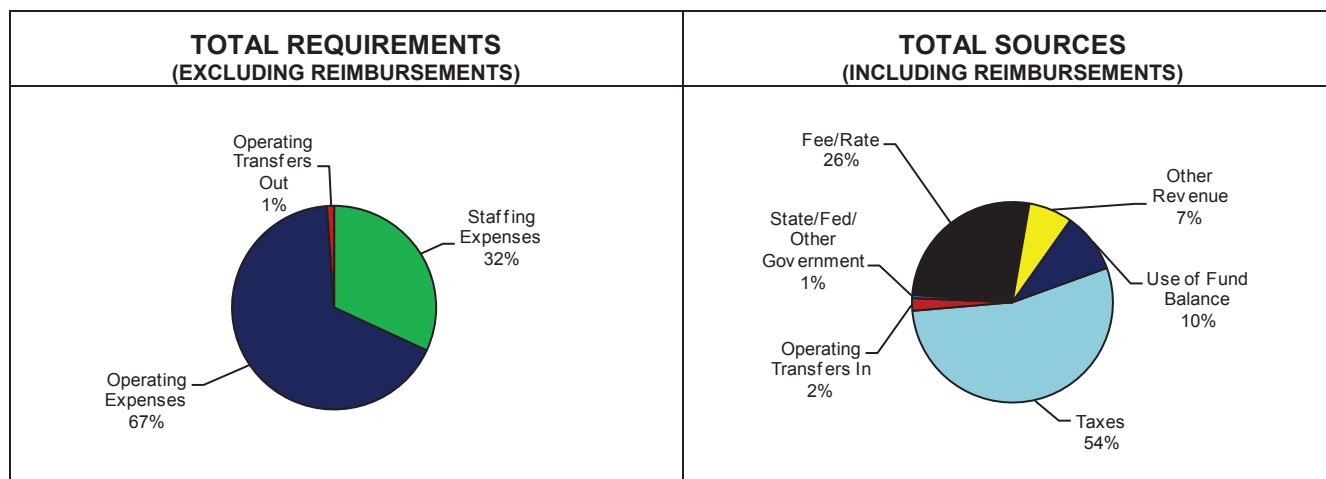 TOTAL REQUIREMENTS
(EXCLUDING REIMBURSEMENTS)
Operating
Transfers
Out
1%
Staffing
Expenses
32%
Operating
Expenses
67%
TOTAL SOURCES
(INCLUDING REIMBURSEMENTS)
Fee/Rate
26%
Other
Revenue
7%
State/Fed/
Other
Government
1%
Use of Fund
Balance
10%
Operating
Transfers In
2%
Taxes
54%